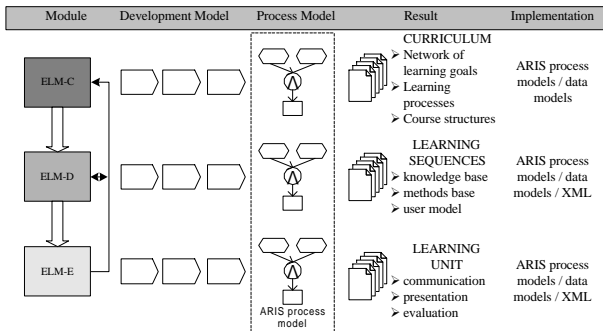 Module Development Model Process Model Result Implementation
ELM-C
CURRICULUM
➢ Network of
learning goals
➢ Learning
processes
➢ Course structures
ARIS process
models / data
models
ELM-D
LEARNING
SEQUENCES
➢ knowledge base
➢ methods base
➢ user model
ARIS process
models / data
models / XML
ELM-E
LEARNING
UNIT
➢ communication
➢ presentation
➢ evaluation
ARIS process
models / data
models / XML
ARIS process
model